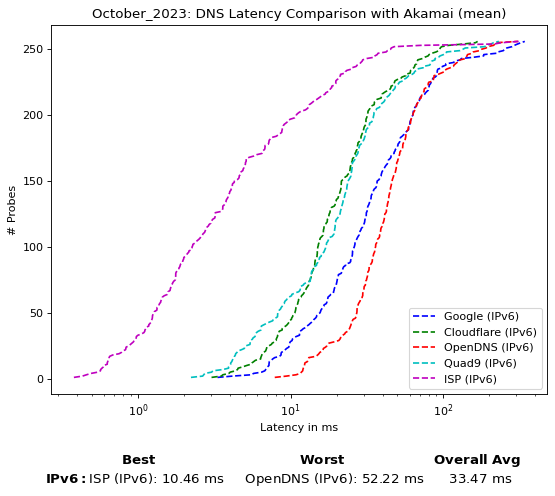 October_2023: DNS Latency Comparison with Akamai (mean)
250
200
150
100
50
0
# Probes
10⁰
10¹
10²
Latency in ms
Google (IPv6)
Cloudflare (IPv6)
OpenDNS (IPv6)
Quad9 (IPv6)
ISP (IPv6)
Best Worst Overall Avg
IPv6: ISP (IPv6): 10.46 ms OpenDNS (IPv6): 52.22 ms 33.47 ms